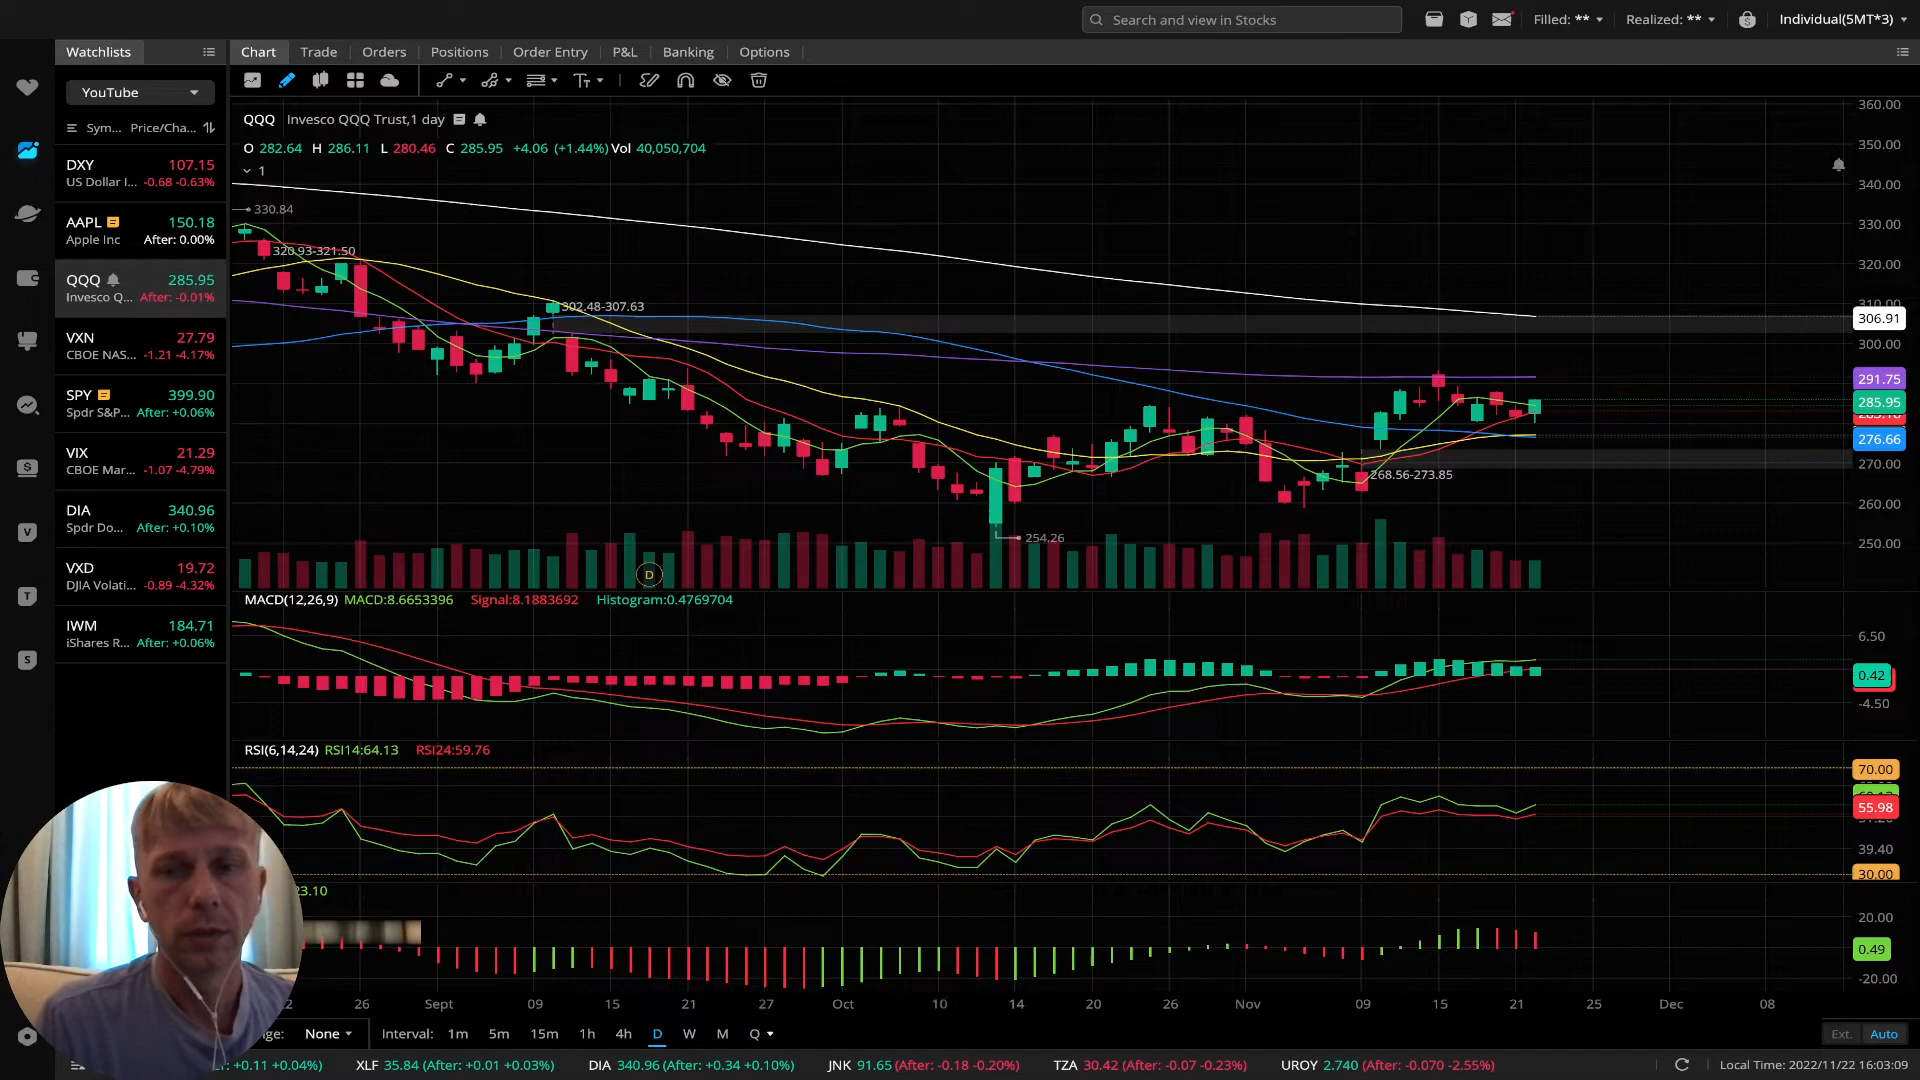 Search and view in Stocks
Filled: **
Realized: **
Individual(5MT*3)
Watchlists
Chart Trade Orders Positions Order Entry P&L Banking Options
YouTube
Sym... Price/Cha...
DXY 107.15
US Dollar I... -0.68 -0.63%
AAPL 150.18
Apple Inc After: 0.00%
QQQ 285.95
Invesco Q... After: -0.01%
VXN 27.79
CBOE NAS... -1.21 -4.17%
SPY 399.90
Spdr S&P... After: +0.06%
VIX 21.29
CBOE Mar... -1.07 -4.79%
DIA 340.96
Spdr Do... After: +0.10%
VXD 19.72
DJIA Volati... -0.89 -4.32%
IWM 184.71
iShares R... After: +0.06%
QQQ Invesco QQQ Trust,1 day
O 282.64 H 286.11 L 280.46 C 285.95 +4.06 (+1.44%) Vol 40,050,704
1
330.84
320.93-321.50
302.48-307.63
268.56-273.85
254.26
D
360.00
350.00
340.00
330.00
320.00
310.00
306.91
300.00
291.75
285.95
276.66
270.00
260.00
250.00
MACD(12,26,9) MACD:8.6653396 Signal:8.1883692 Histogram:0.4769704
6.50
0.42
-4.50
RSI(6,14,24) RSI14:64.13 RSI24:59.76
70.00
55.98
39.40
30.00
23.10
20.00
0.49
-20.00
26 Sept 09 15 21 27 Oct 10 14 20 26 Nov 09 15 21 25 Dec 08
ge: None Interval: 1m 5m 15m 1h 4h D W M Q
Ext. Auto
+0.11 +0.04%) XLF 35.84 (After: +0.01 +0.03%) DIA 340.96 (After: +0.34 +0.10%) JNK 91.65 (After: -0.18 -0.20%) TZA 30.42 (After: -0.07 -0.23%) UROY 2.740 (After: -0.070 -2.55%)
Local Time: 2022/11/22 16:03:09
V
T
S